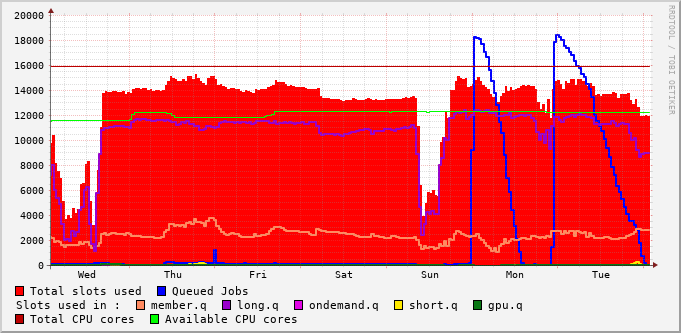 20000
18000
16000
14000
12000
10000
8000
6000
4000
2000
0
Wed Thu Fri Sat Sun Mon Tue
RRDTOOL / TOBI OETIKER
Total slots used Queued Jobs
Slots used in : member.q long.q ondemand.q short.q gpu.q
Total CPU cores Available CPU cores